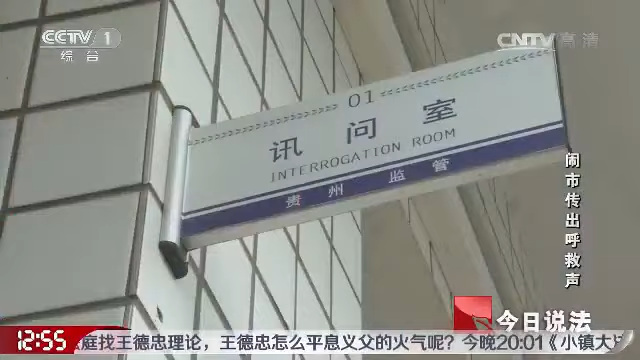 CCTV 1
综合
CNTV高清
01
讯问室
INTERROGATION ROOM
贵州 监管
闹市传出呼救声
今日说法
12:55
庭找王德忠理论，王德忠怎么平息义父的火气呢？今晚20:01《小镇大